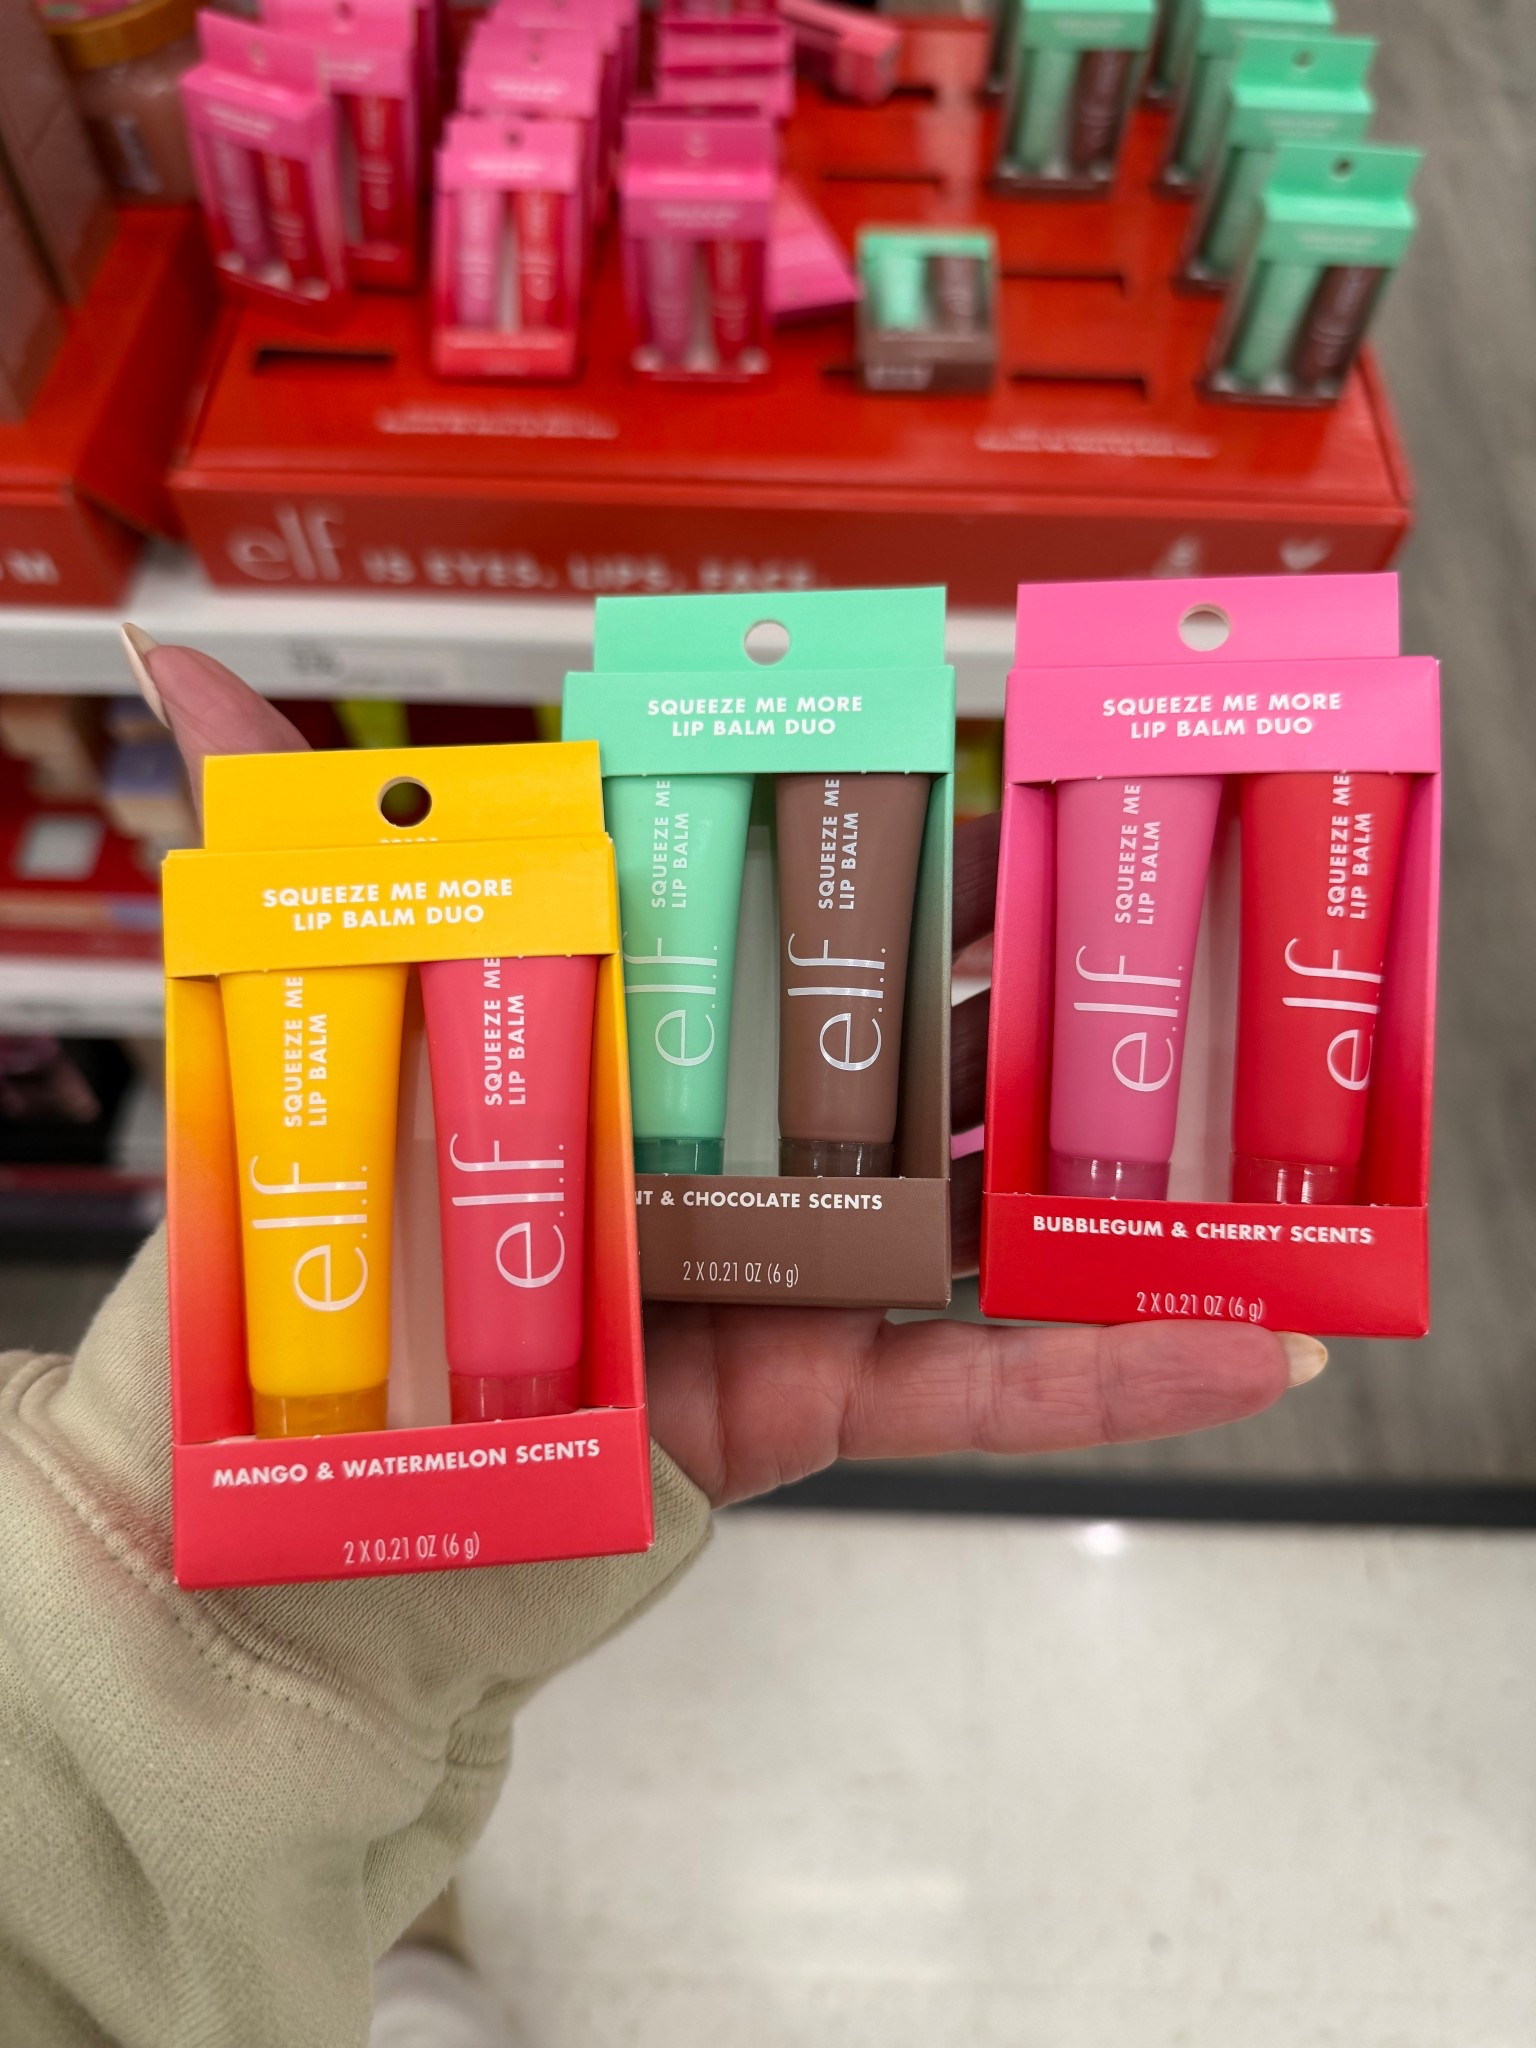 elf IS EYES. LIPS. FACE.
SQUEEZE ME MORE
LIP BALM DUO
SQUEEZE ME
LIP BALM
e.l.f.
SQUEEZE ME
LIP BALM
e.l.f.
MANGO & WATERMELON SCENTS
2 X 0.21 OZ (6 g)
SQUEEZE ME MORE
LIP BALM DUO
SQUEEZE ME
LIP BALM
e.l.f.
SQUEEZE ME
LIP BALM
e.l.f.
NT & CHOCOLATE SCENTS
2 X 0.21 OZ (6 g)
SQUEEZE ME MORE
LIP BALM DUO
SQUEEZE ME
LIP BALM
e.l.f.
SQUEEZE ME
LIP BALM
e.l.f.
BUBBLEGUM & CHERRY SCENTS
2 X 0.21 OZ (6 g)